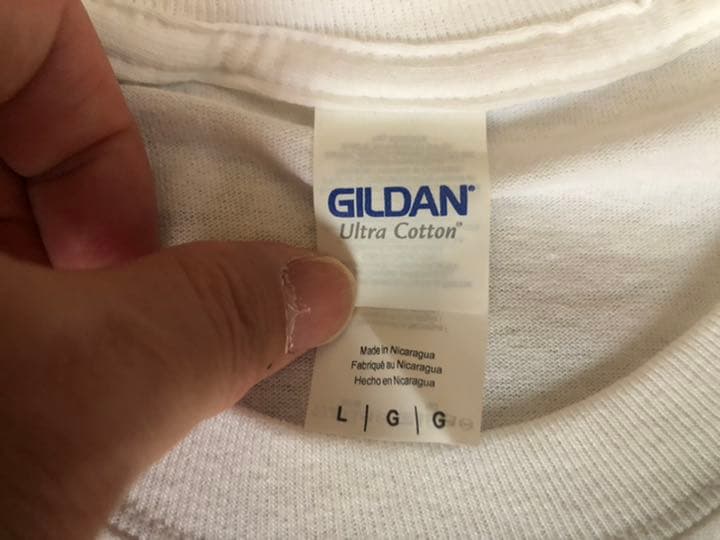 GILDAN®
Ultra Cotton®
Made in Nicaragua
Fabriqué au Nicaragua
Hecho en Nicaragua
L | G | G